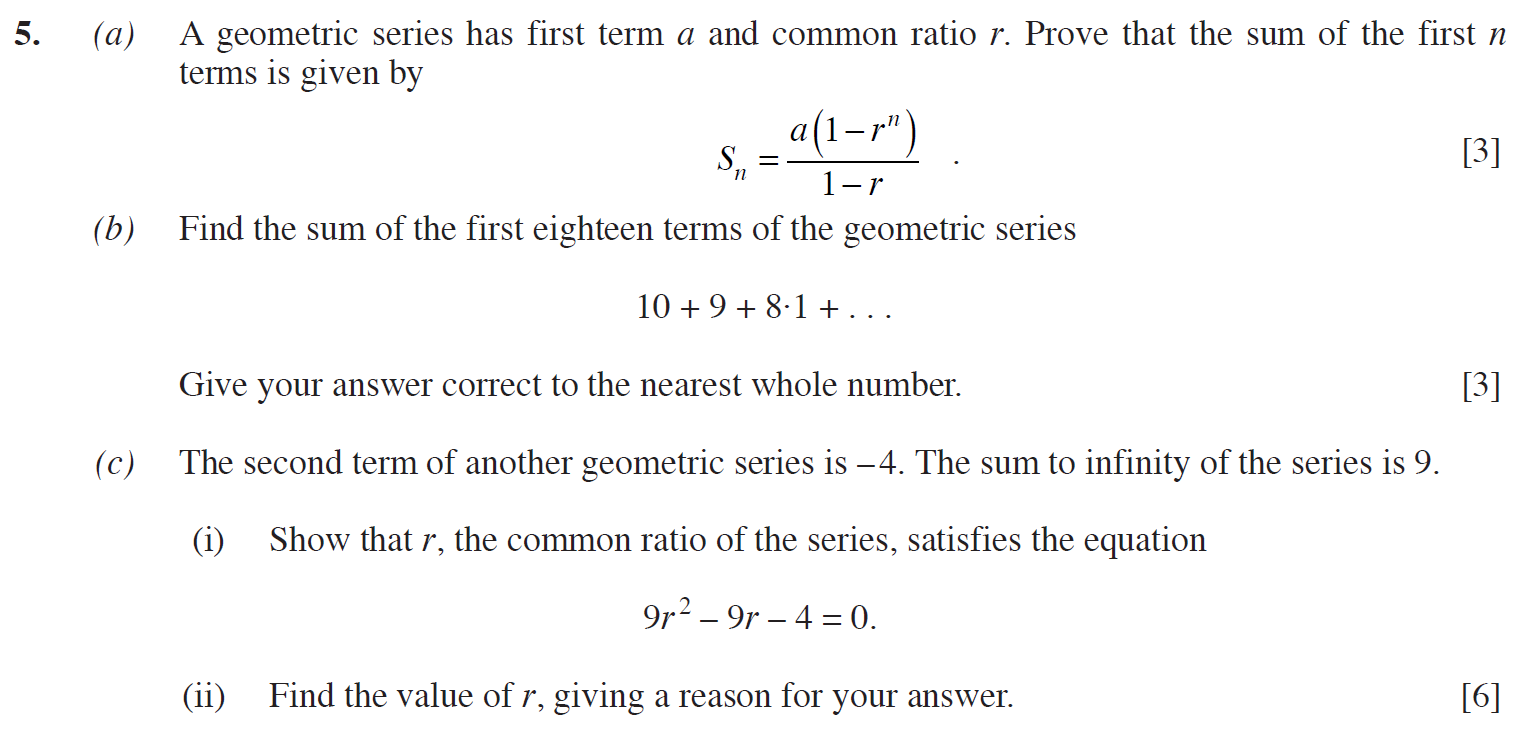 5. (a) A geometric series has first term a and common ratio r. Prove that the sum of the first n
terms is given by
Sₙ = a(1 – rⁿ) / (1 – r) . [3]
(b) Find the sum of the first eighteen terms of the geometric series
10 + 9 + 8·1 + . . .
Give your answer correct to the nearest whole number. [3]
(c) The second term of another geometric series is –4. The sum to infinity of the series is 9.
(i) Show that r, the common ratio of the series, satisfies the equation
9r² – 9r – 4 = 0.
(ii) Find the value of r, giving a reason for your answer. [6]